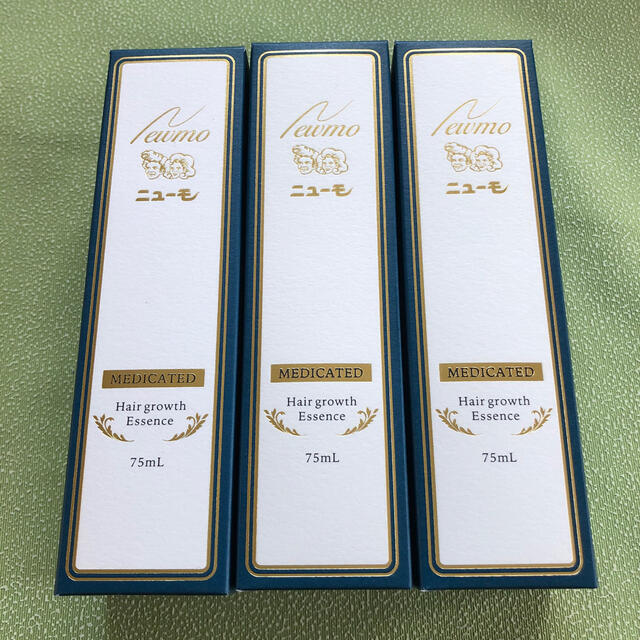 Newmo
ニューモ
MEDICATED
Hair growth
Essence
75mL
Newmo
ニューモ
MEDICATED
Hair growth
Essence
75mL
Newmo
ニューモ
MEDICATED
Hair growth
Essence
75mL